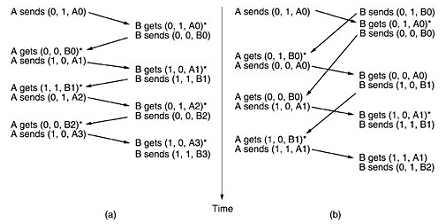 A sends (0, 1, A0)
B gets (0, 1, A0)*
B sends (0, 0, B0)
A gets (0, 0, B0)*
A sends (1, 0, A1)
B gets (1, 0, A1)*
B sends (1, 1, B1)
A gets (1, 1, B1)*
A sends (0, 1, A2)
B gets (0, 1, A2)*
B sends (0, 0, B2)
A gets (0, 0, B2)*
A sends (1, 0, A3)
B gets (1, 0, A3)*
B sends (1, 1, B3)
(a)
Time
A sends (0, 1, A0)
B sends (0, 1, B0)
B gets (0, 1, A0)*
B sends (0, 0, B0)
A gets (0, 1, B0)*
A sends (0, 0, A0)
B gets (0, 0, A0)
B sends (1, 0, B1)
A gets (0, 0, B0)
A sends (1, 0, A1)
B gets (1, 0, A1)*
B sends (1, 1, B1)
A gets (1, 0, B1)*
A sends (1, 1, A1)
B gets (1, 1, A1)
B sends (0, 1, B2)
(b)